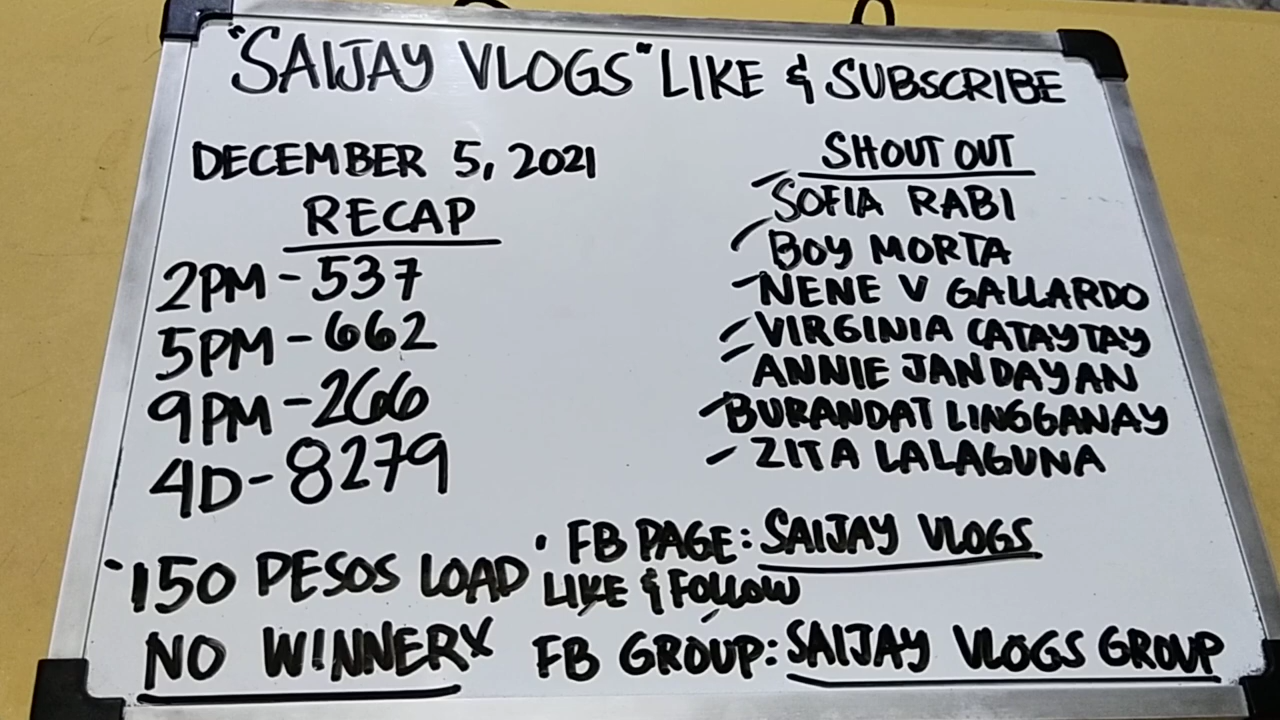 "SAIJAY VLOGS" LIKE & SUBSCRIBE
DECEMBER 5, 2021
RECAP
2PM - 537
5PM - 662
9PM - 266
4D - 8279
150 PESOS LOAD
NO WINNER X
SHOUT OUT
- SOFIA RABI
- BOY MORTA
- NENE V GALLARDO
- VIRGINIA CATAYTAY
- ANNIE JANDAYAN
- BURANDAT LINGGANAY
- ZITA LALAGUNA
• FB PAGE: SAIJAY VLOGS
LIKE & FOLLOW
FB GROUP: SAIJAY VLOGS GROUP